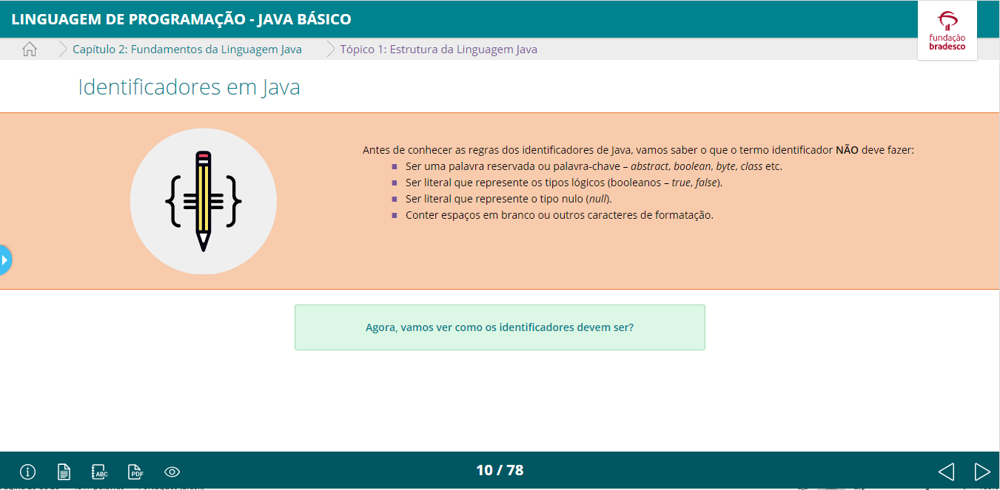 LINGUAGEM DE PROGRAMAÇÃO - JAVA BÁSICO
fundação
bradesco
Capítulo 2: Fundamentos da Linguagem Java
Tópico 1: Estrutura da Linguagem Java
Identificadores em Java
Antes de conhecer as regras dos identificadores de Java, vamos saber o que o termo identificador NÃO deve fazer:
Ser uma palavra reservada ou palavra-chave – abstract, boolean, byte, class etc.
Ser literal que represente os tipos lógicos (booleanos – true, false).
Ser literal que represente o tipo nulo (null).
Conter espaços em branco ou outros caracteres de formatação.
Agora, vamos ver como os identificadores devem ser?
ABC
PDF
10 / 78